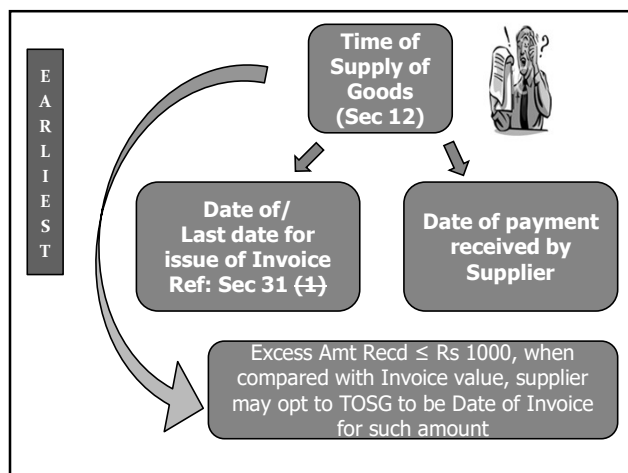 EARLIEST
Time of
Supply of
Goods
(Sec 12)
! ?
Date of/
Last date for
issue of Invoice
Ref: Sec 31 (1)
Date of payment
received by
Supplier
Excess Amt Recd ≤ Rs 1000, when
compared with Invoice value, supplier
may opt to TOSG to be Date of Invoice
for such amount